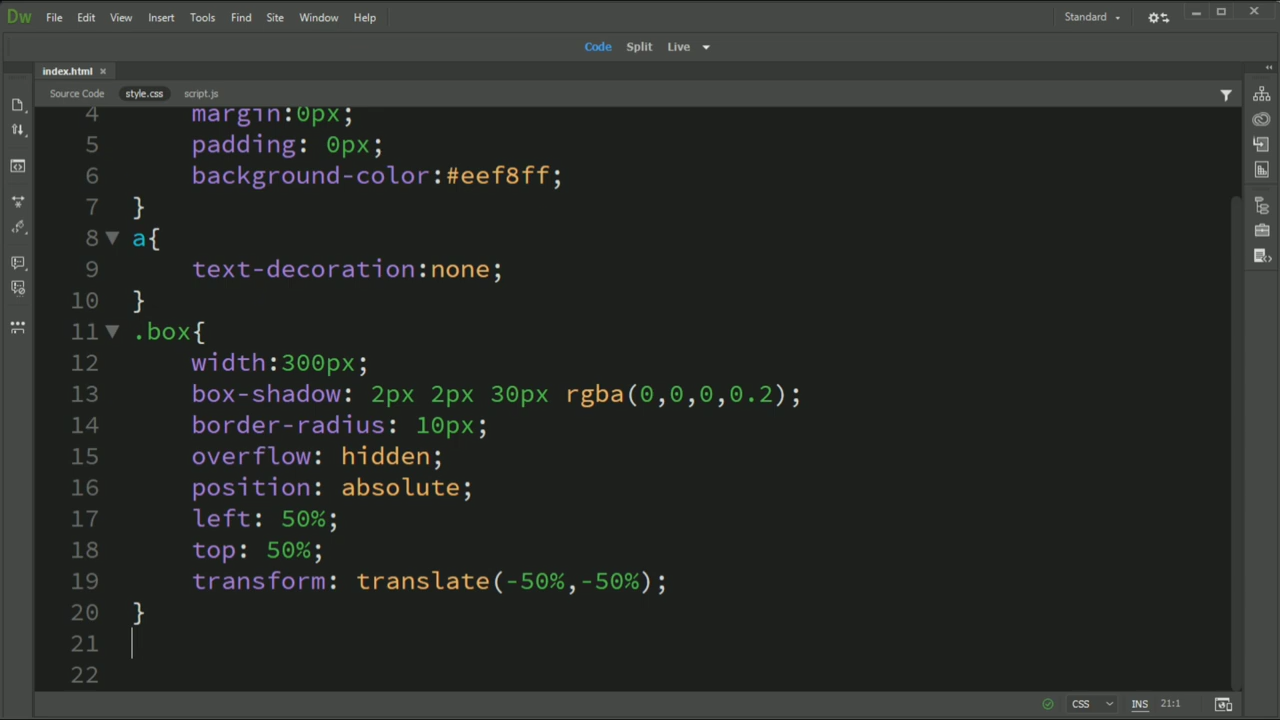 Dw File Edit View Insert Tools Find Site Window Help Standard
Code Split Live
index.html ×
Source Code style.css script.js
4 margin:0px;
5 padding: 0px;
6 background-color:#eef8ff;
7 }
8 a{
9 text-decoration:none;
10 }
11 .box{
12 width:300px;
13 box-shadow: 2px 2px 30px rgba(0,0,0,0.2);
14 border-radius: 10px;
15 overflow: hidden;
16 position: absolute;
17 left: 50%;
18 top: 50%;
19 transform: translate(-50%,-50%);
20 }
21
22
CSS INS 21:1